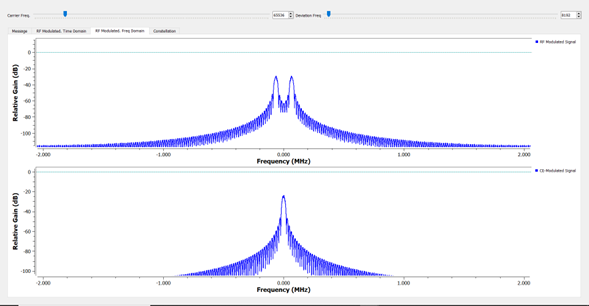 Carrier Freq. 65536 Deviation Freq 8192
Message RF Modulated, Time Domain RF Modulated, Freq Domain Constellation
RF Modulated Signal
Relative Gain (dB)
0
-20
-40
-60
-80
-100
-2.000 -1.000 0.000 1.000 2.000
Frequency (MHz)
CE-Modulated Signal
Relative Gain (dB)
0
-20
-40
-60
-80
-100
-2.000 -1.000 0.000 1.000 2.000
Frequency (MHz)